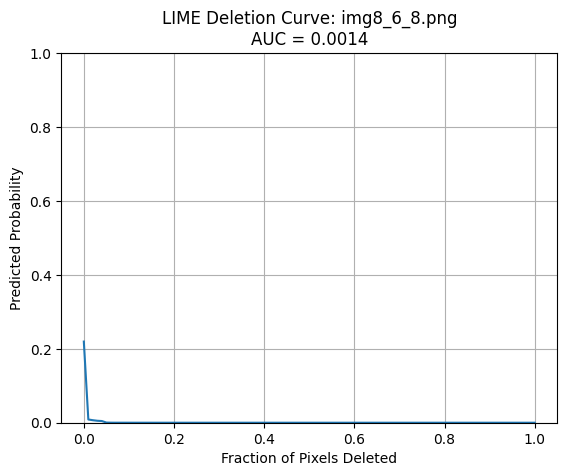 LIME Deletion Curve: img8_6_8.png
AUC = 0.0014
1.0
0.8
0.6
0.4
0.2
0.0
Predicted Probability
0.0 0.2 0.4 0.6 0.8 1.0
Fraction of Pixels Deleted